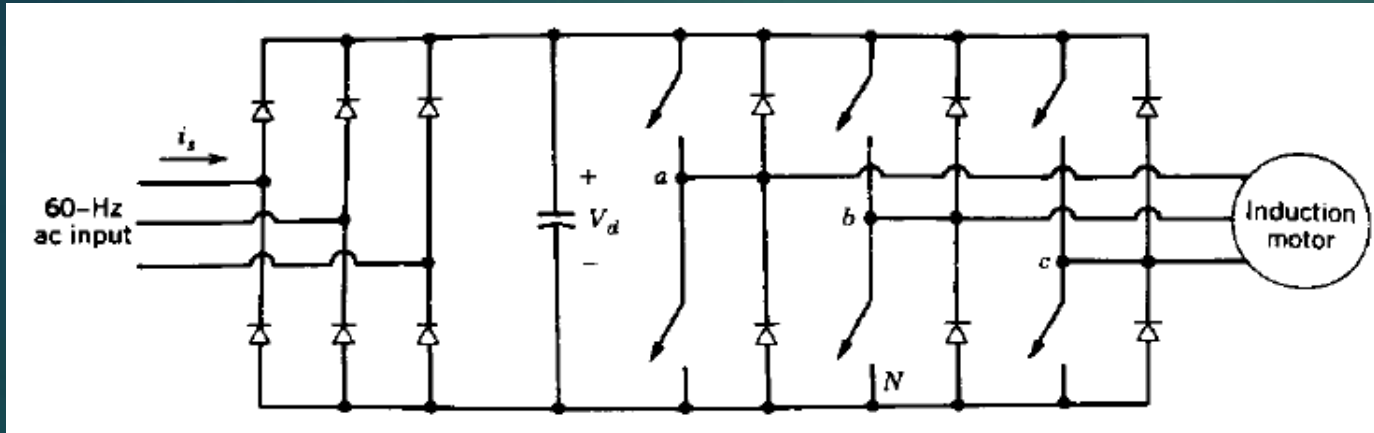 i_s
60-Hz
ac input
+
V_d
−
a
b
c
N
Induction
motor